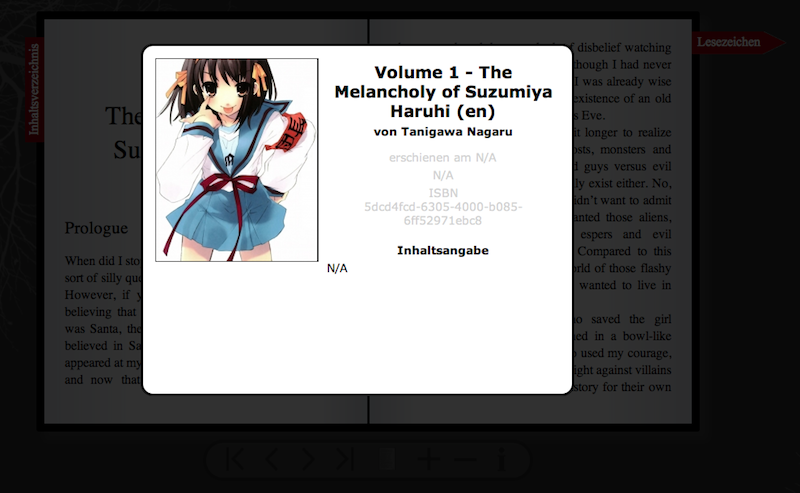 Inhaltsverzeichnis
Lesezeichen
Volume 1 - The
Melancholy of Suzumiya
Haruhi (en)
von Tanigawa Nagaru
erschienen am N/A
N/A
ISBN
5dcd4fcd-6305-4000-b085-
6ff52971ebc8
Inhaltsangabe
N/A
The
Su
Prologue
When did I sto
sort of silly que
However, if y
believing that
was Santa, the
believed in Sa
appeared at my
and now that
disbelief watching
though I had never
I was already wise
existence of an old
s Eve.
it longer to realize
osts, monsters and
d guys versus evil
ly exist either. No,
idn't want to admit
anted those aliens,
espers and evil
Compared to this
rld of those flashy
wanted to live in
o saved the girl
ned in a bowl-like
o used my courage,
ight against villains
story for their own